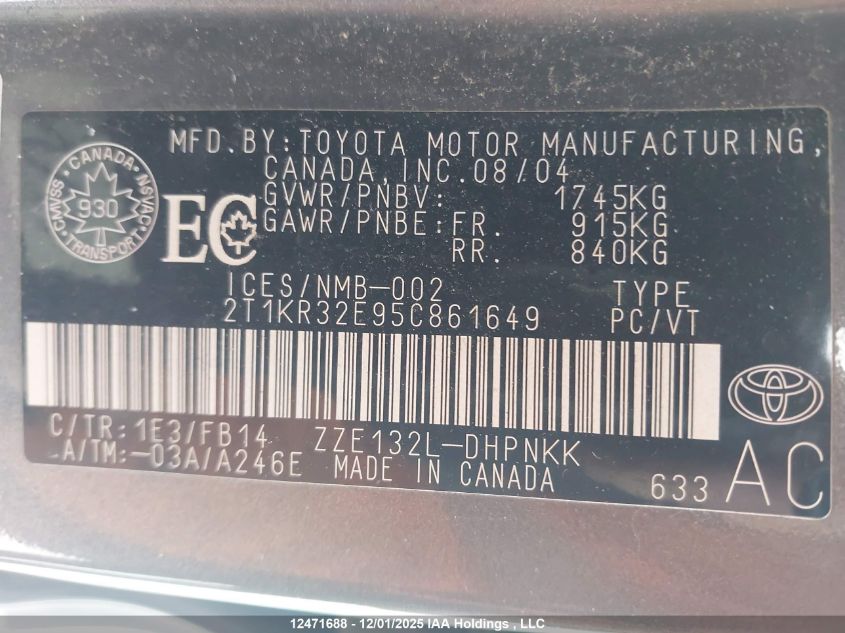 MFD.BY:TOYOTA MOTOR MANUFACTURING,
CANADA,INC.08/04
GVWR/PNBV: 1745KG
GAWR/PNBE:FR. 915KG
RR. 840KG
CANADA
CMVSS 930 NSVAC
TRANSPORT
EC
T
ICES/NMB-002 TYPE
2T1KR32E95C861649 PC/VT
C/TR:1E3/FB14 ZZE132L-DHPNKK
A/TM:-03A/A246E MADE IN CANADA
633 AC
12471688 - 12/01/2025 IAA Holdings , LLC